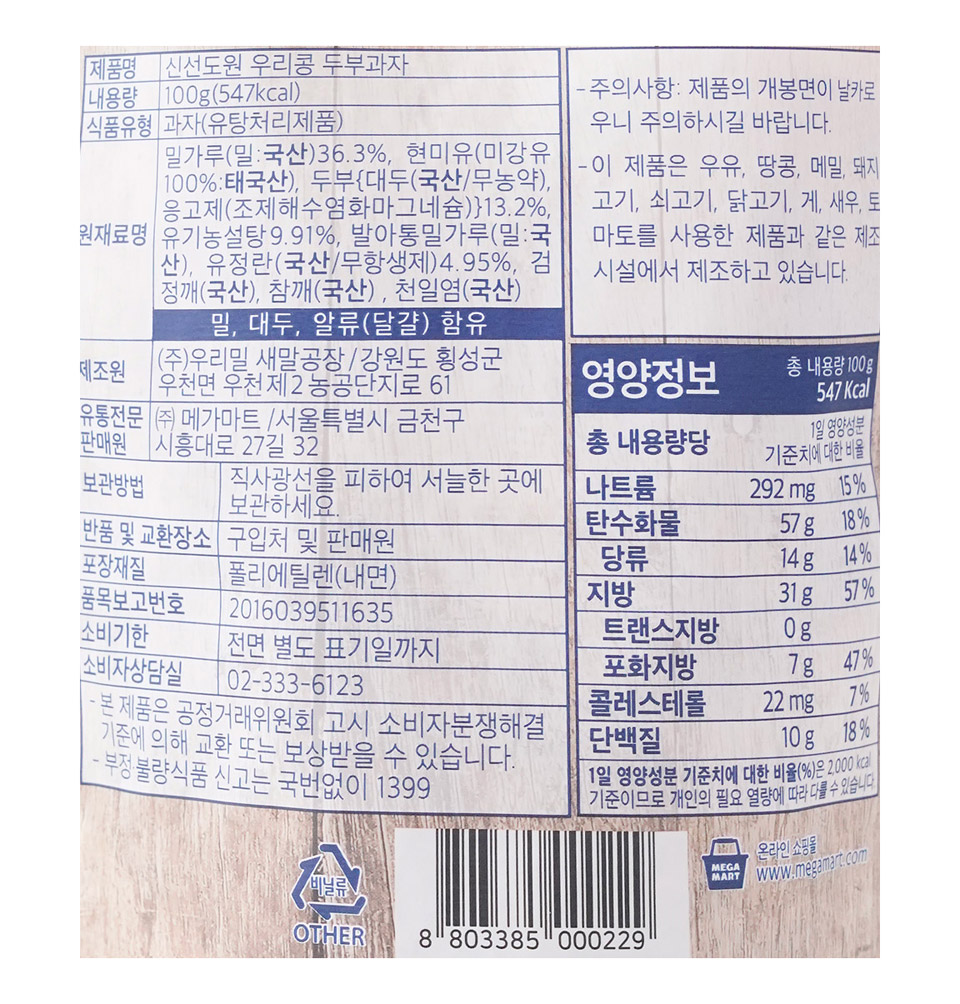 제품명 신선도원 우리콩 두부과자
내용량 100g(547kcal)
식품유형 과자(유탕처리제품)
원재료명
밀가루(밀:국산)36.3%, 현미유(미강유
100%:태국산), 두부{대두(국산/무농약),
응고제(조제해수염화마그네슘)}13.2%,
유기농설탕9.91%, 발아통밀가루(밀:국
산), 유정란(국산/무항생제)4.95%, 검
정깨(국산), 참깨(국산) , 천일염(국산)
밀, 대두, 알류(달걀) 함유
제조원
(주)우리밀 새말공장/강원도 횡성군
우천면 우천제2농공단지로 61
유통전문
판매원
㈜ 메가마트 /서울특별시 금천구
시흥대로 27길 32
보관방법
직사광선을 피하여 서늘한 곳에
보관하세요.
반품 및 교환장소 구입처 및 판매원
포장재질 폴리에틸렌(내면)
품목보고번호 2016039511635
소비기한 전면 별도 표기일까지
소비자상담실 02-333-6123
- 본 제품은 공정거래위원회 고시 소비자분쟁해결
기준에 의해 교환 또는 보상받을 수 있습니다.
- 부정·불량식품 신고는 국번없이 1399
- 주의사항: 제품의 개봉면이 날카로
우니 주의하시길 바랍니다.
- 이 제품은 우유, 땅콩, 메밀, 돼지
고기, 쇠고기, 닭고기, 게, 새우, 토
마토를 사용한 제품과 같은 제조
시설에서 제조하고 있습니다.
영양정보
총 내용량 100g
547 Kcal
총 내용량당
1일 영양성분
기준치에 대한 비율
나트륨 292 mg 15 %
탄수화물 57 g 18 %
당류 14 g 14 %
지방 31 g 57 %
트랜스지방 0 g
포화지방 7 g 47 %
콜레스테롤 22 mg 7 %
단백질 10 g 18 %
1일 영양성분 기준치에 대한 비율(%)은 2,000 kcal
기준이므로 개인의 필요 열량에 따라 다를 수 있습니다.
비닐류
OTHER
8 803385 000229
MEGA
MART
온라인 쇼핑몰
www.megamart.com